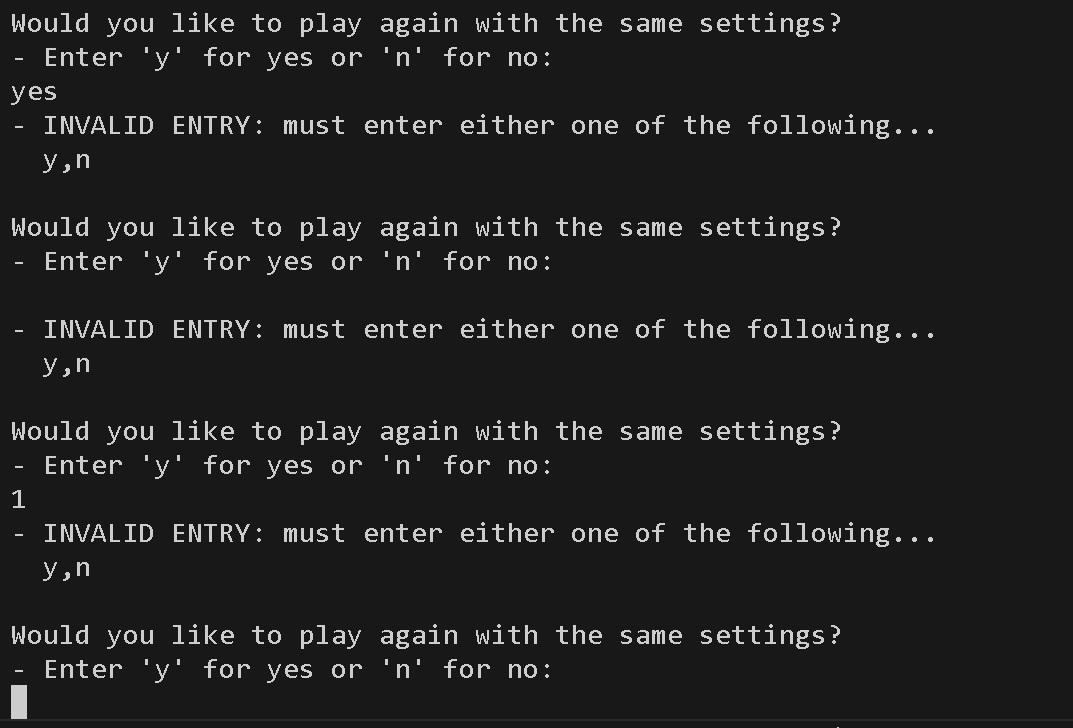 Would you like to play again with the same settings?
- Enter 'y' for yes or 'n' for no:
yes
- INVALID ENTRY: must enter either one of the following...
  y,n

Would you like to play again with the same settings?
- Enter 'y' for yes or 'n' for no:

- INVALID ENTRY: must enter either one of the following...
  y,n

Would you like to play again with the same settings?
- Enter 'y' for yes or 'n' for no:
1
- INVALID ENTRY: must enter either one of the following...
  y,n

Would you like to play again with the same settings?
- Enter 'y' for yes or 'n' for no: